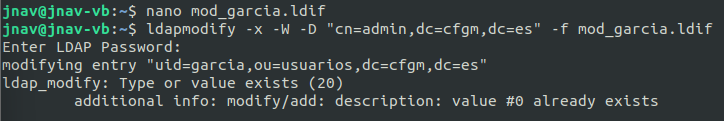 jnav@jnav-vb:~$ nano mod_garcia.ldif
jnav@jnav-vb:~$ ldapmodify -x -W -D "cn=admin,dc=cfgm,dc=es" -f mod_garcia.ldif
Enter LDAP Password:
modifying entry "uid=garcia,ou=usuarios,dc=cfgm,dc=es"
ldap_modify: Type or value exists (20)
        additional info: modify/add: description: value #0 already exists